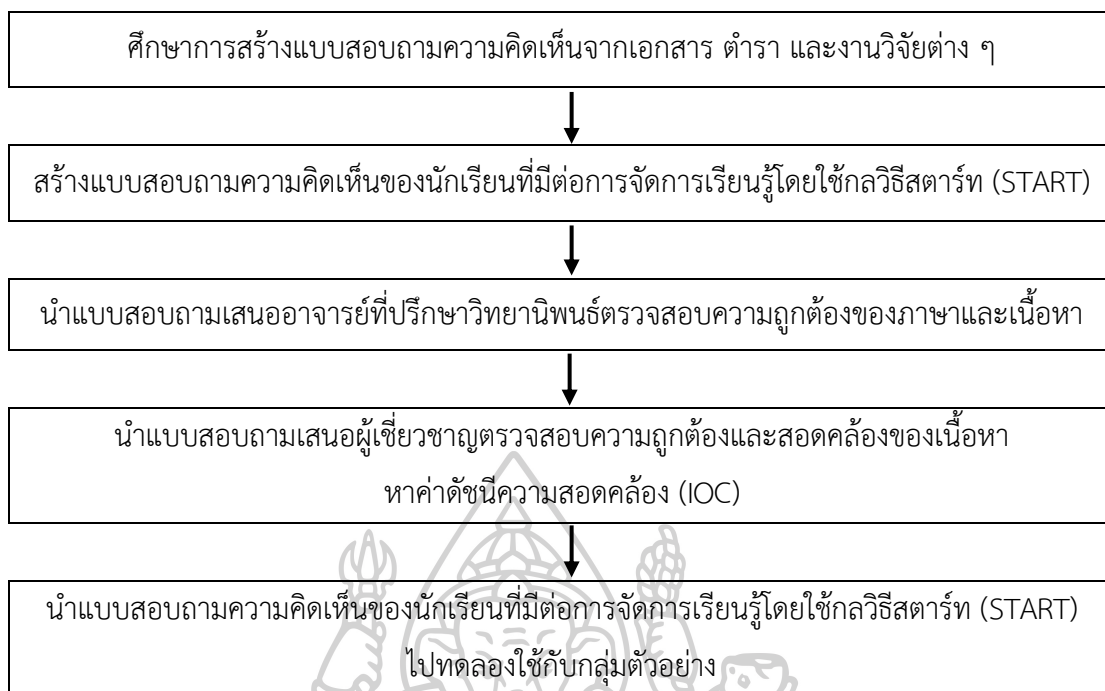 ศึกษาการสร้างแบบสอบถามความคิดเห็นจากเอกสาร ตำรา และงานวิจัยต่าง ๆ
สร้างแบบสอบถามความคิดเห็นของนักเรียนที่มีต่อการจัดการเรียนรู้โดยใช้กลวิธีสตาร์ท (START)
นำแบบสอบถามเสนออาจารย์ที่ปรึกษาวิทยานิพนธ์ตรวจสอบความถูกต้องของภาษาและเนื้อหา
นำแบบสอบถามเสนอผู้เชี่ยวชาญตรวจสอบความถูกต้องและสอดคล้องของเนื้อหา
หาค่าดัชนีความสอดคล้อง (IOC)
นำแบบสอบถามความคิดเห็นของนักเรียนที่มีต่อการจัดการเรียนรู้โดยใช้กลวิธีสตาร์ท (START)
ไปทดลองใช้กับกลุ่มตัวอย่าง